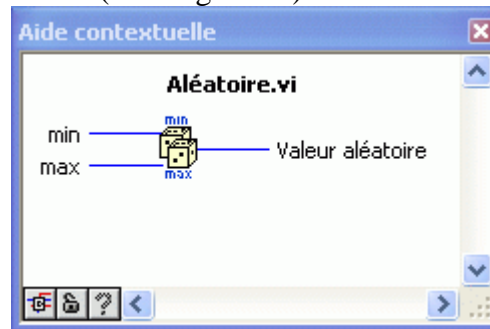 Aide contextuelle
Aléatoire.vi
min
min
Valeur aléatoire
max
max
?